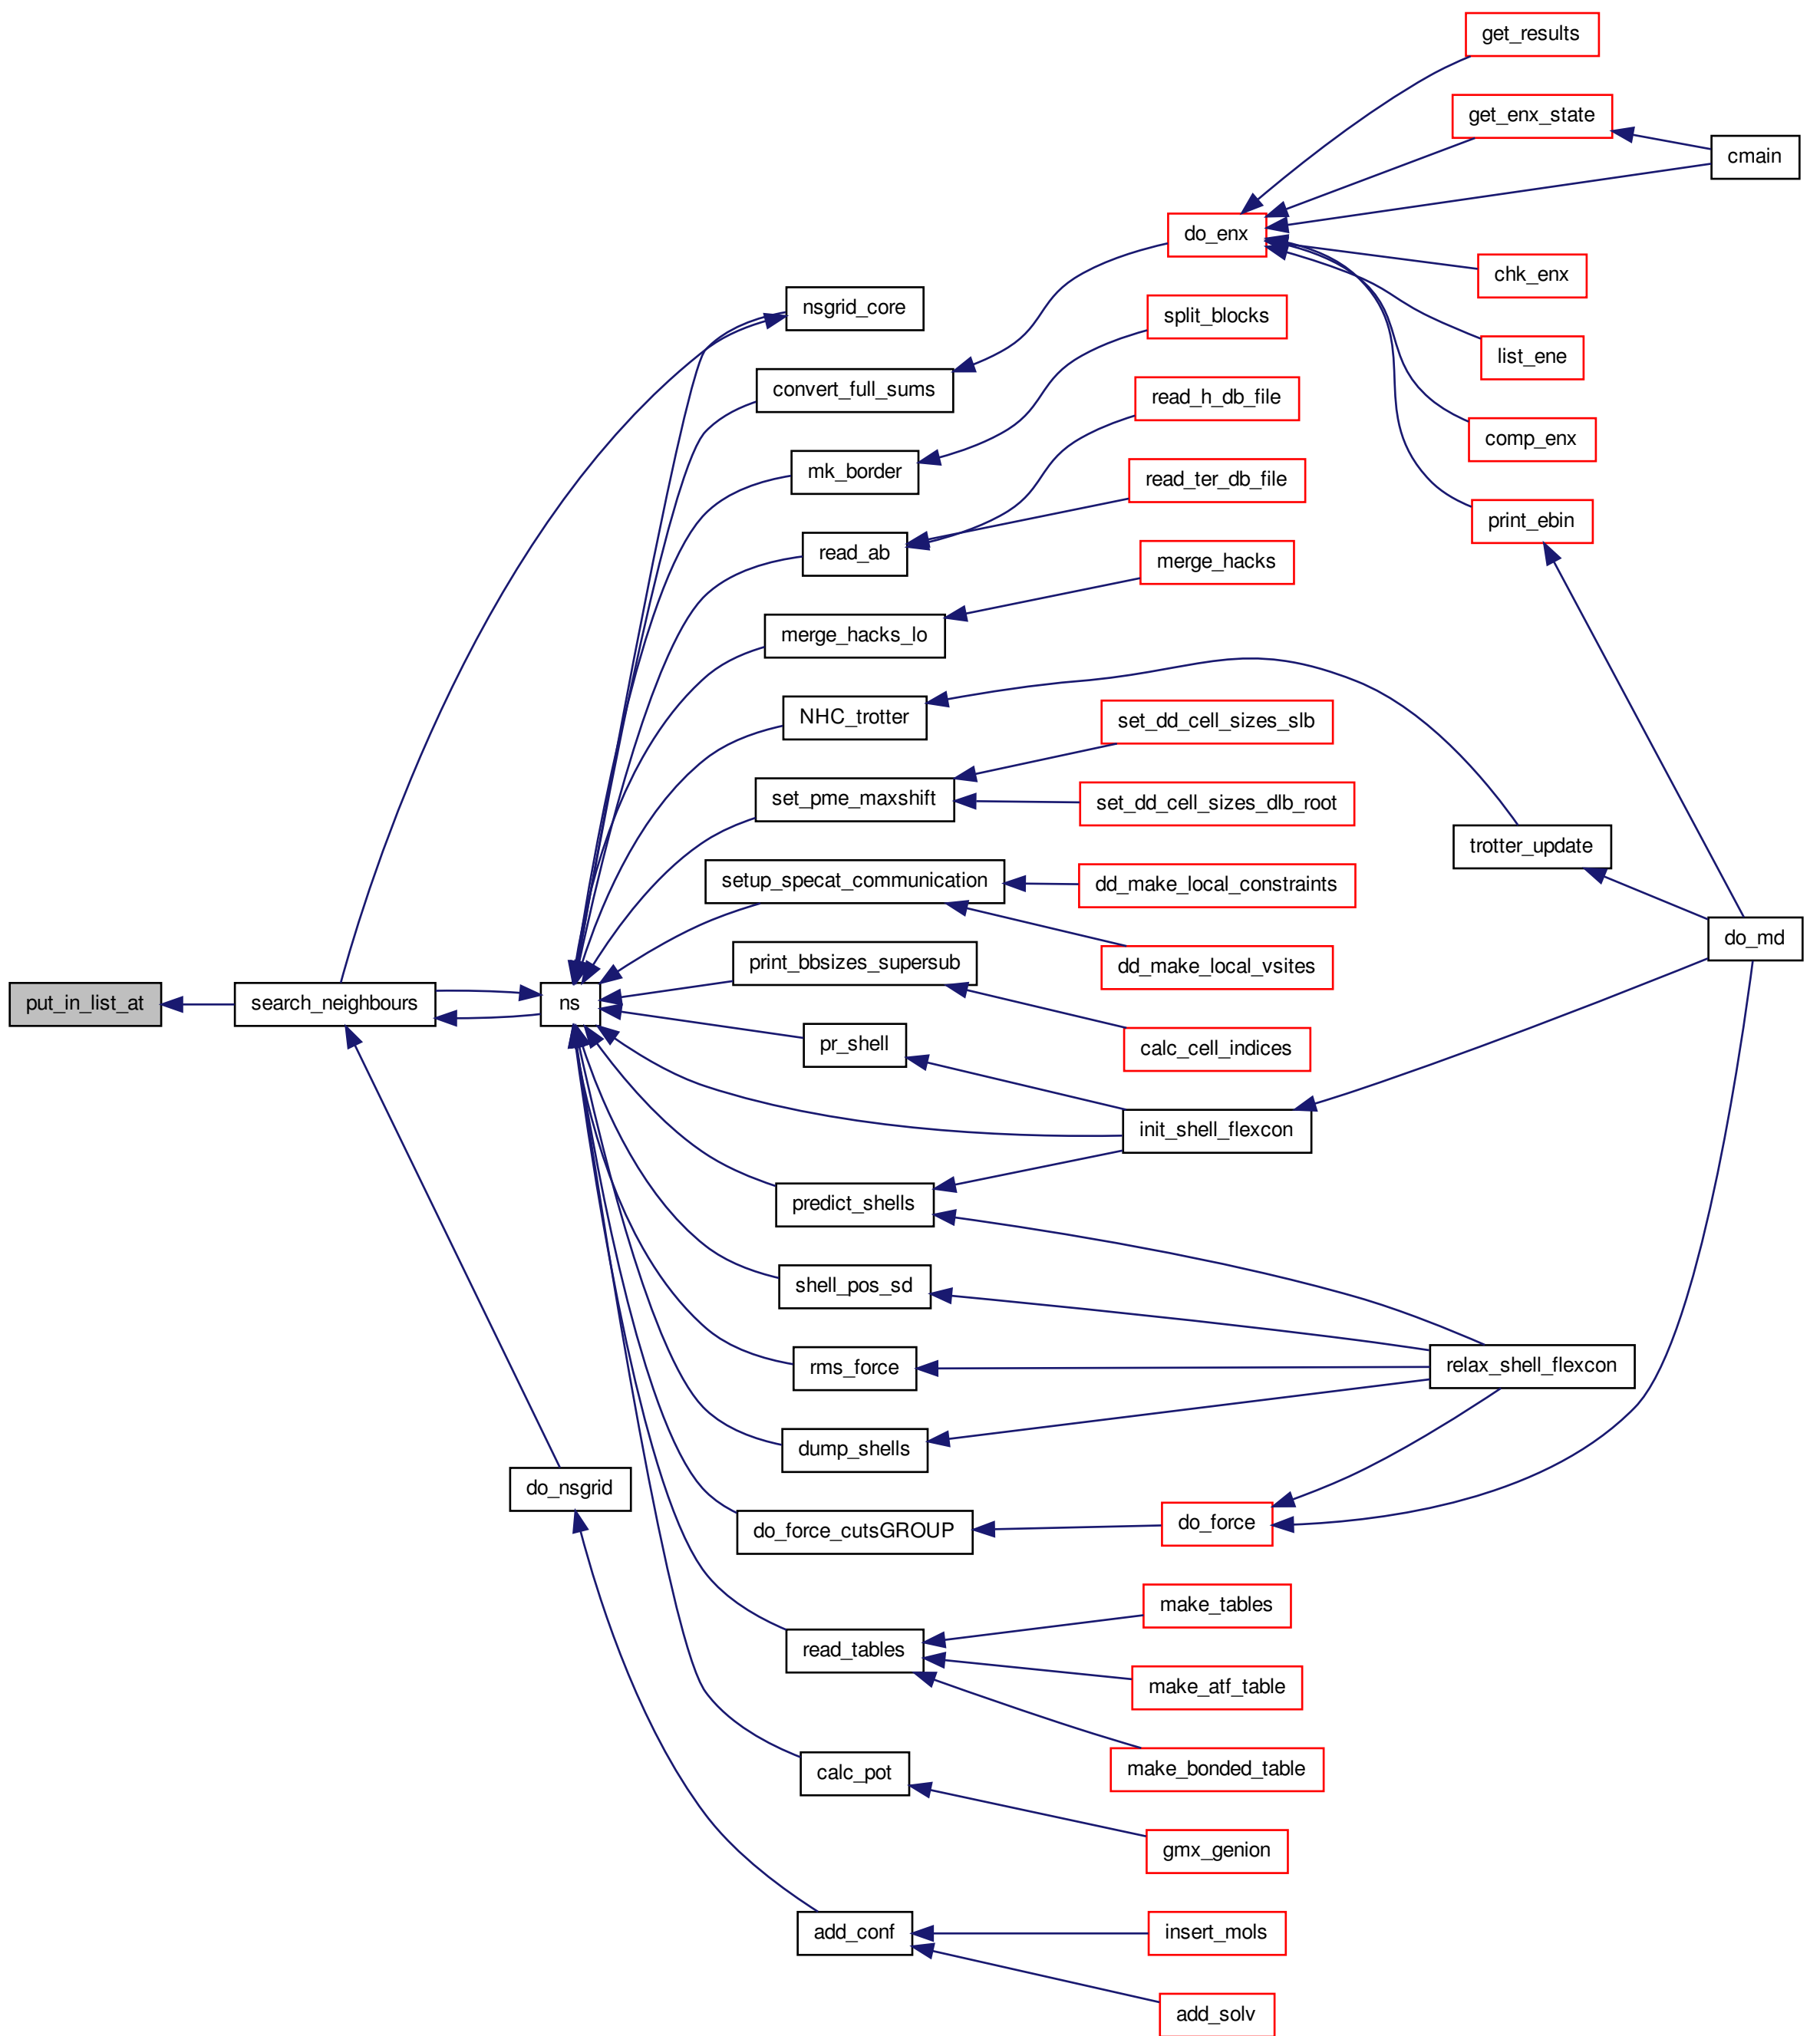 get_results
get_enx_state
cmain
do_enx
chk_enx
nsgrid_core
split_blocks
list_ene
convert_full_sums
read_h_db_file
comp_enx
mk_border
read_ter_db_file
print_ebin
read_ab
merge_hacks
merge_hacks_lo
NHC_trotter
set_dd_cell_sizes_slb
set_pme_maxshift
set_dd_cell_sizes_dlb_root
trotter_update
setup_specat_communication
dd_make_local_constraints
do_md
print_bbsizes_supersub
dd_make_local_vsites
put_in_list_at
search_neighbours
ns
pr_shell
calc_cell_indices
init_shell_flexcon
predict_shells
shell_pos_sd
rms_force
relax_shell_flexcon
dump_shells
do_nsgrid
do_force_cutsGROUP
do_force
make_tables
read_tables
make_atf_table
calc_pot
make_bonded_table
gmx_genion
add_conf
insert_mols
add_solv